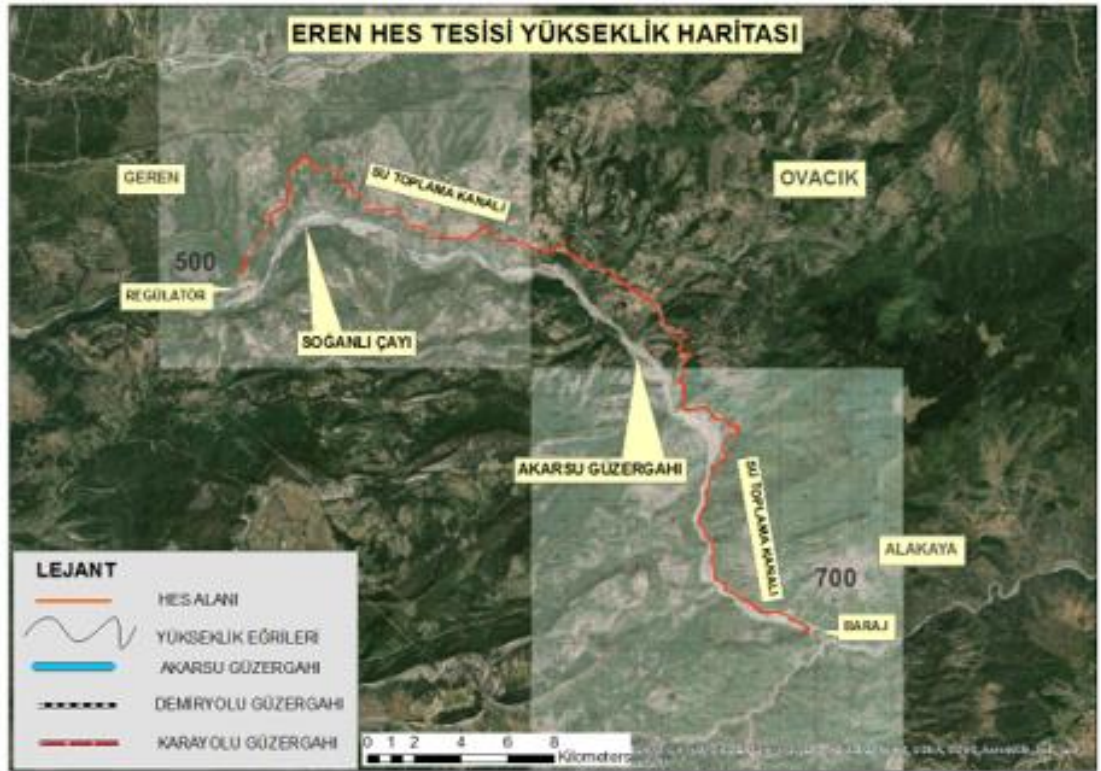 EREN HES TESİSİ YÜKSEKLİK HARİTASI
GEREN
SU TOPLAMA KANALI
OVACIK
500
REGÜLATÖR
SOĞANLI ÇAYI
AKARSU GÜZERGAHI
SU TOPLAMA KANALI
ALAKAYA
700
BARAJ
LEJANT
HES ALANI
YÜKSEKLİK EĞRİLERİ
AKARSU GÜZERGAHI
DEMİRYOLU GÜZERGAHI
KARAYOLU GÜZERGAHI
0 1 2 4 6 8
Kilometers